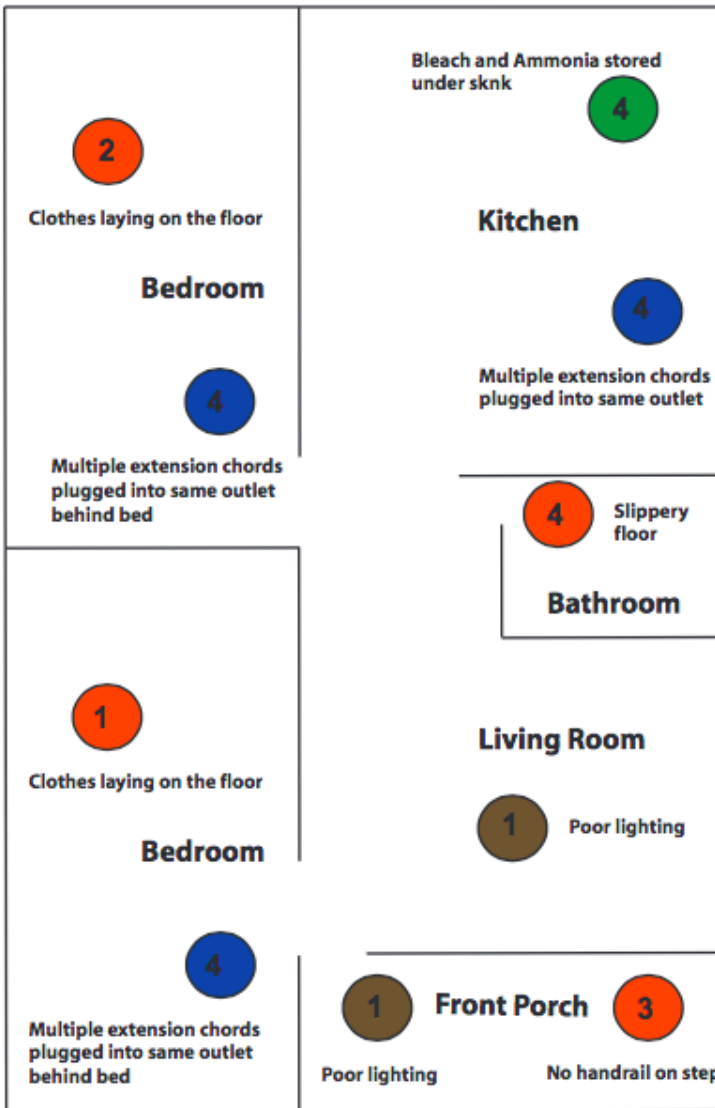 Bleach and Ammonia stored
under sknk
4
2
Clothes laying on the floor
Kitchen
Bedroom
4
Multiple extension chords
plugged into same outlet
4
Multiple extension chords
plugged into same outlet
behind bed
4
Slippery
floor
Bathroom
1
Clothes laying on the floor
Living Room
1
Poor lighting
Bedroom
4
Multiple extension chords
plugged into same outlet
behind bed
1
Front Porch
3
Poor lighting
No handrail on step